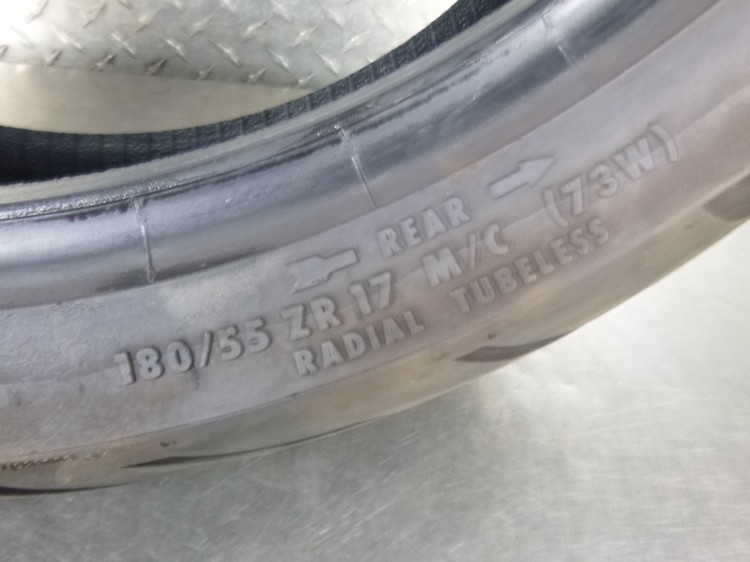 REAR
180/55 ZR 17 M/C (73W)
RADIAL TUBELESS